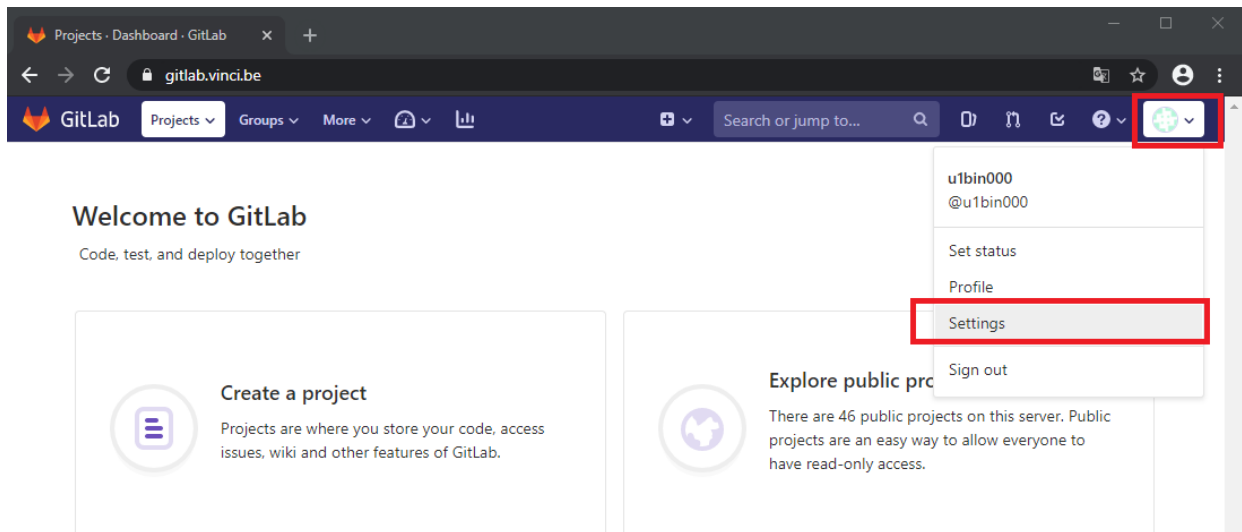 Projects · Dashboard · GitLab
gitlab.vinci.be
GitLab Projects Groups More Search or jump to...
u1bin000
@u1bin000
Set status
Profile
Settings
Sign out
Welcome to GitLab
Code, test, and deploy together
Create a project
Projects are where you store your code, access
issues, wiki and other features of GitLab.
Explore public pro
There are 46 public projects on this server. Public
projects are an easy way to allow everyone to
have read-only access.